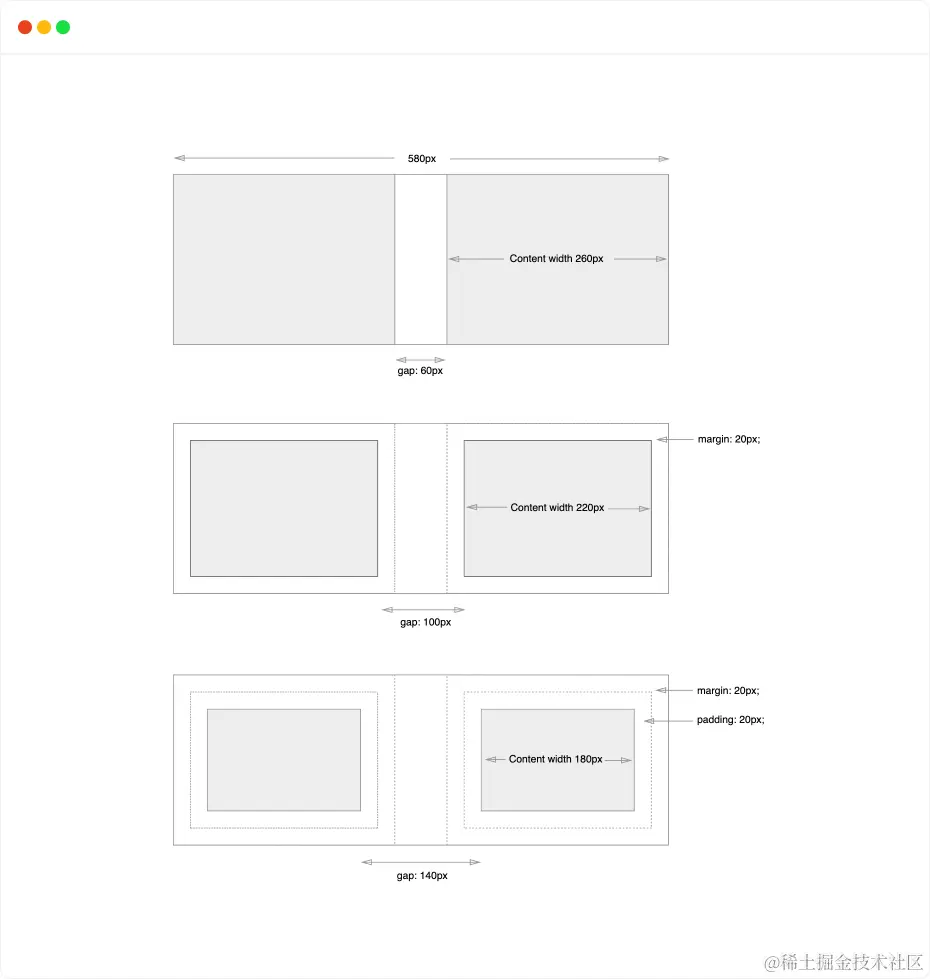 580px
Content width 260px
gap: 60px
margin: 20px;
Content width 220px
gap: 100px
margin: 20px;
padding: 20px;
Content width 180px
gap: 140px
@稀土掘金技术社区